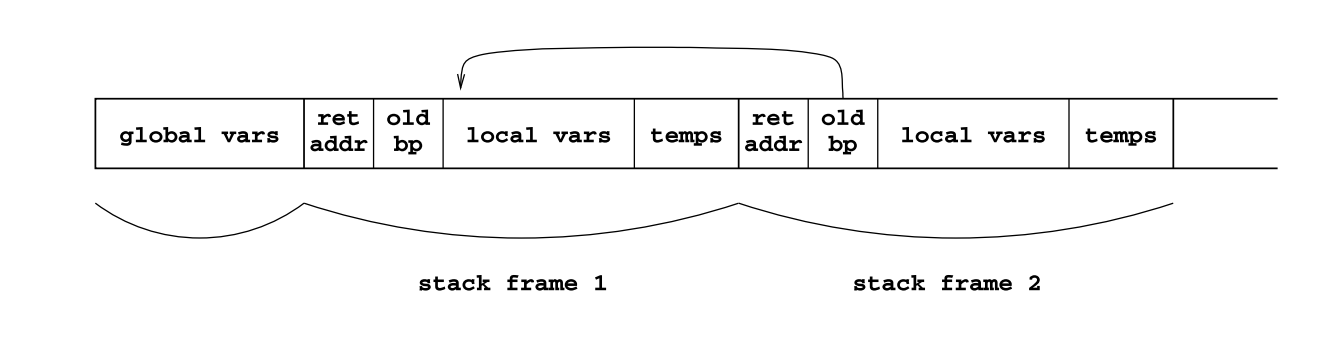 global vars
ret
addr
old
bp
local vars
temps
ret
addr
old
bp
local vars
temps
stack frame 1
stack frame 2